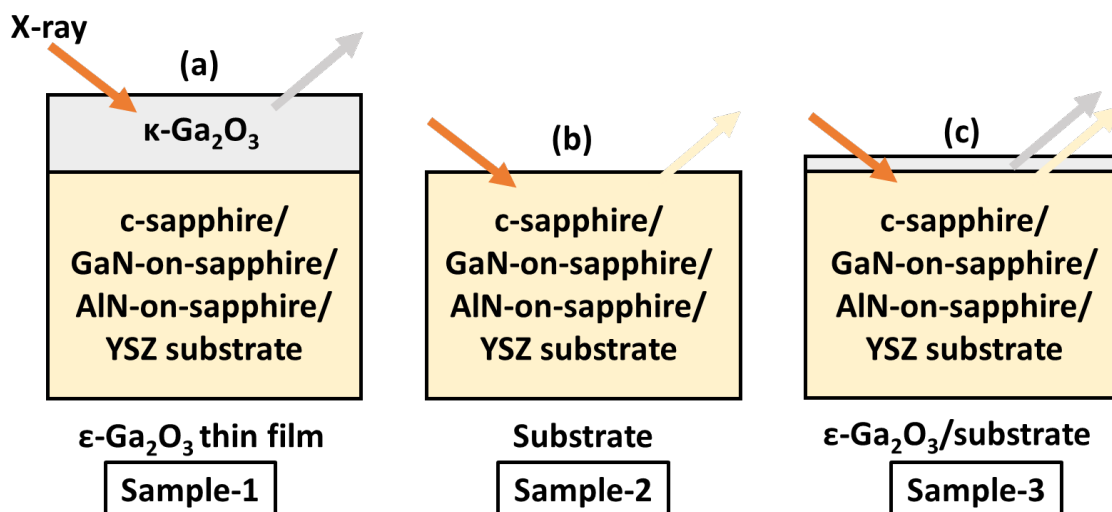 X-ray
(a)
κ-Ga₂O₃
c-sapphire/
GaN-on-sapphire/
AlN-on-sapphire/
YSZ substrate
ε-Ga₂O₃ thin film
Sample-1
(b)
c-sapphire/
GaN-on-sapphire/
AlN-on-sapphire/
YSZ substrate
Substrate
Sample-2
(c)
c-sapphire/
GaN-on-sapphire/
AlN-on-sapphire/
YSZ substrate
ε-Ga₂O₃/substrate
Sample-3